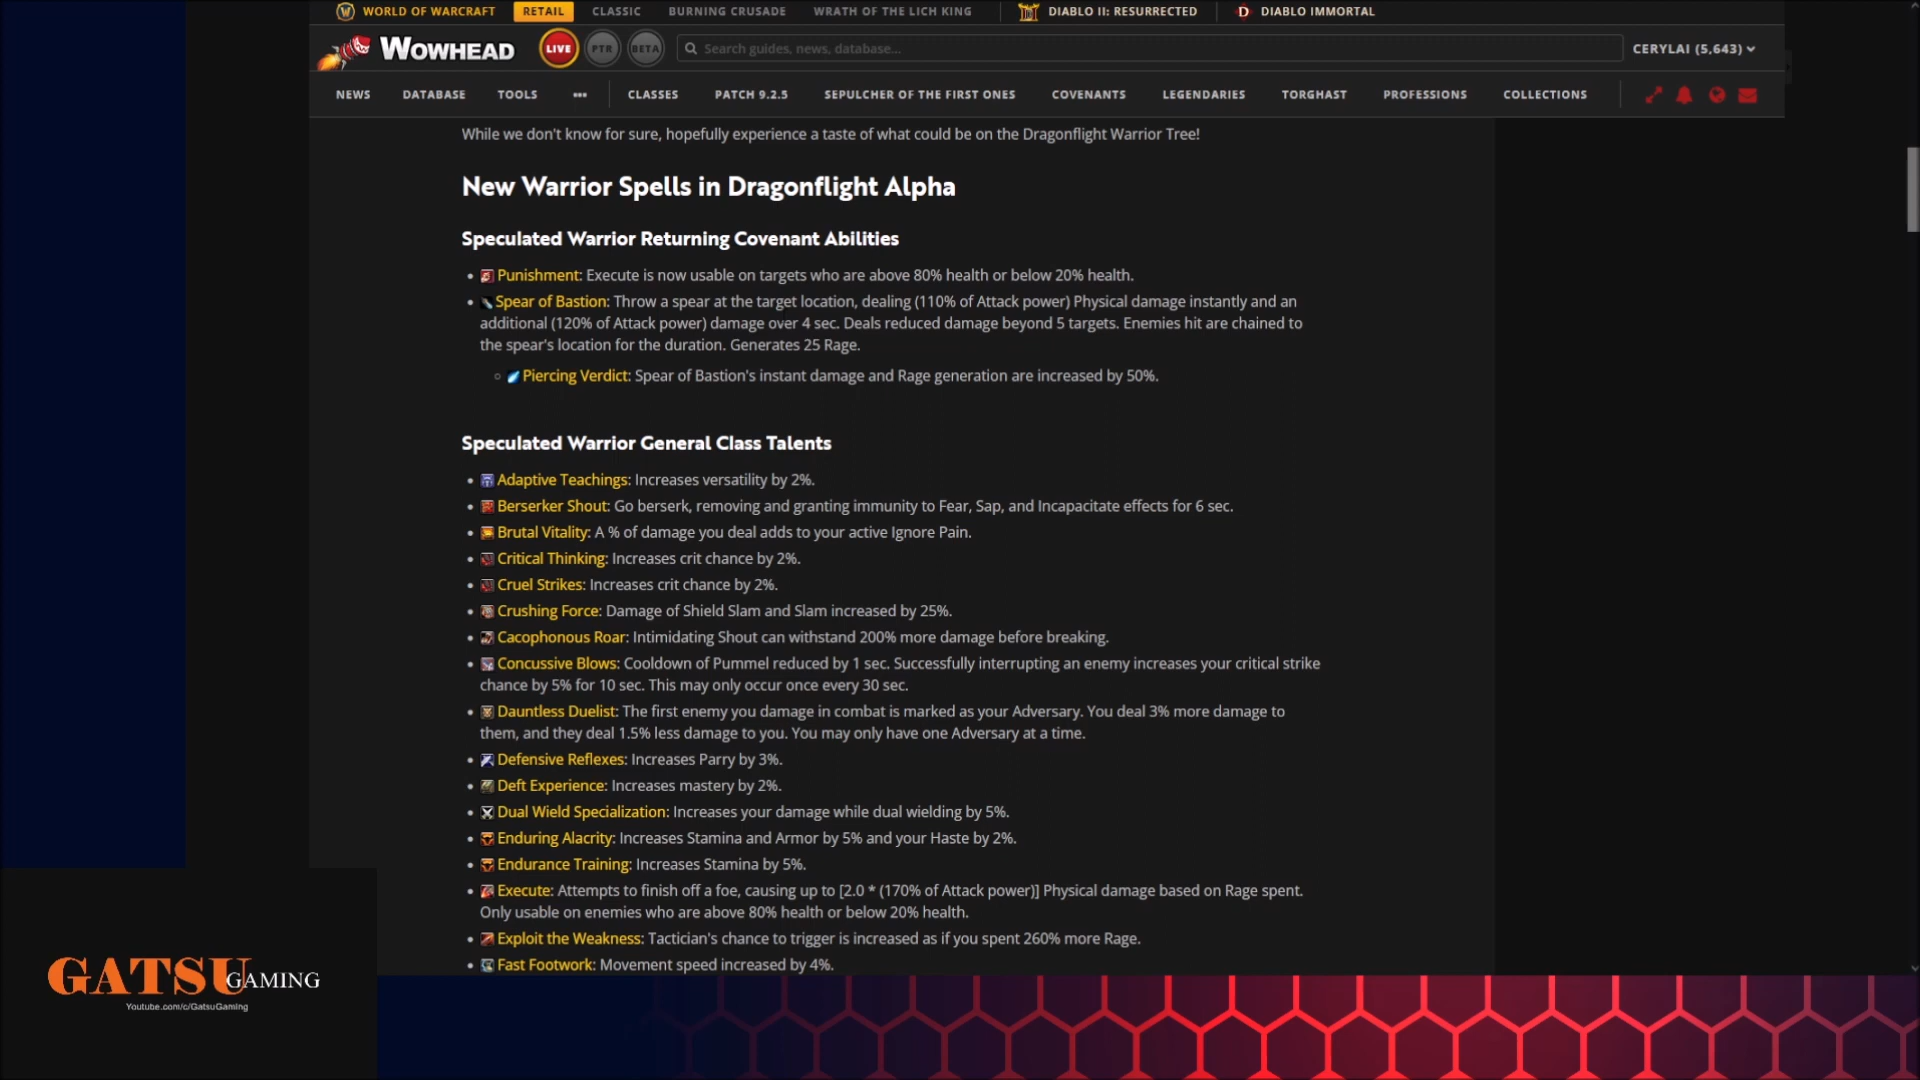 WORLD OF WARCRAFT RETAIL CLASSIC BURNING CRUSADE WRATH OF THE LICH KING DIABLO II: RESURRECTED DIABLO IMMORTAL
WOWHEAD LIVE PTR BETA Search guides, news, database... CERYLAI (5,643)
NEWS DATABASE TOOLS ••• CLASSES PATCH 9.2.5 SEPULCHER OF THE FIRST ONES COVENANTS LEGENDARIES TORGHAST PROFESSIONS COLLECTIONS
While we don't know for sure, hopefully experience a taste of what could be on the Dragonflight Warrior Tree!
New Warrior Spells in Dragonflight Alpha
Speculated Warrior Returning Covenant Abilities
• Punishment: Execute is now usable on targets who are above 80% health or below 20% health.
• Spear of Bastion: Throw a spear at the target location, dealing (110% of Attack power) Physical damage instantly and an
additional (120% of Attack power) damage over 4 sec. Deals reduced damage beyond 5 targets. Enemies hit are chained to
the spear's location for the duration. Generates 25 Rage.
○ Piercing Verdict: Spear of Bastion's instant damage and Rage generation are increased by 50%.
Speculated Warrior General Class Talents
• Adaptive Teachings: Increases versatility by 2%.
• Berserker Shout: Go berserk, removing and granting immunity to Fear, Sap, and Incapacitate effects for 6 sec.
• Brutal Vitality: A % of damage you deal adds to your active Ignore Pain.
• Critical Thinking: Increases crit chance by 2%.
• Cruel Strikes: Increases crit chance by 2%.
• Crushing Force: Damage of Shield Slam and Slam increased by 25%.
• Cacophonous Roar: Intimidating Shout can withstand 200% more damage before breaking.
• Concussive Blows: Cooldown of Pummel reduced by 1 sec. Successfully interrupting an enemy increases your critical strike
chance by 5% for 10 sec. This may only occur once every 30 sec.
• Dauntless Duelist: The first enemy you damage in combat is marked as your Adversary. You deal 3% more damage to
them, and they deal 1.5% less damage to you. You may only have one Adversary at a time.
• Defensive Reflexes: Increases Parry by 3%.
• Deft Experience: Increases mastery by 2%.
• Dual Wield Specialization: Increases your damage while dual wielding by 5%.
• Enduring Alacrity: Increases Stamina and Armor by 5% and your Haste by 2%.
• Endurance Training: Increases Stamina by 5%.
• Execute: Attempts to finish off a foe, causing up to [2.0 * (170% of Attack power)] Physical damage based on Rage spent.
Only usable on enemies who are above 80% health or below 20% health.
• Exploit the Weakness: Tactician's chance to trigger is increased as if you spent 260% more Rage.
• Fast Footwork: Movement speed increased by 4%.
GATSU GAMING
Youtube.com/c/GatsuGaming